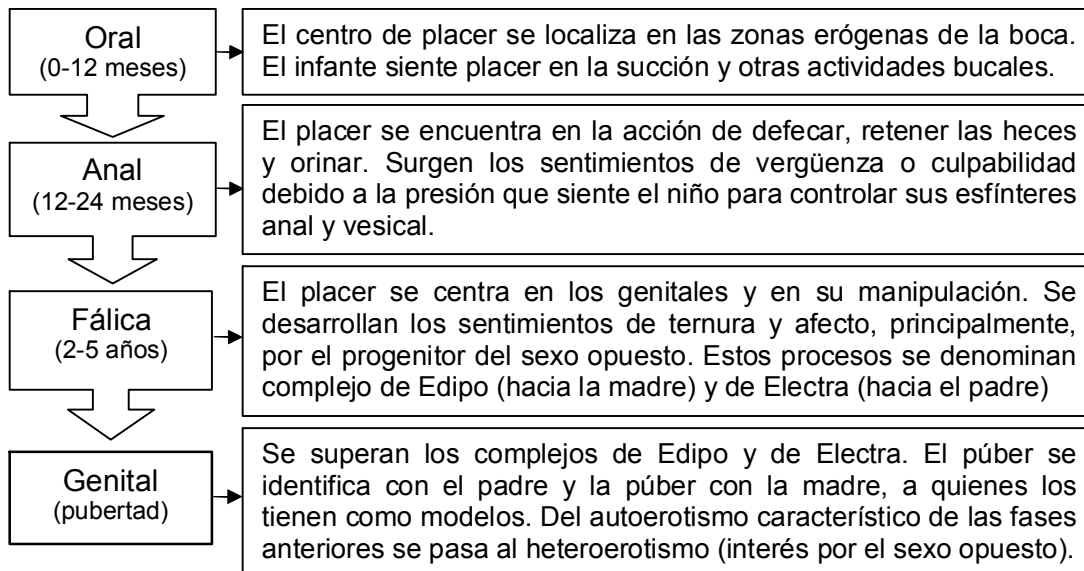 Oral
(0-12 meses)
El centro de placer se localiza en las zonas erógenas de la boca.
El infante siente placer en la succión y otras actividades bucales.
Anal
(12-24 meses)
El placer se encuentra en la acción de defecar, retener las heces
y orinar. Surgen los sentimientos de vergüenza o culpabilidad
debido a la presión que siente el niño para controlar sus esfínteres
anal y vesical.
Fálica
(2-5 años)
El placer se centra en los genitales y en su manipulación. Se
desarrollan los sentimientos de ternura y afecto, principalmente,
por el progenitor del sexo opuesto. Estos procesos se denominan
complejo de Edipo (hacia la madre) y de Electra (hacia el padre)
Genital
(pubertad)
Se superan los complejos de Edipo y de Electra. El púber se
identifica con el padre y la púber con la madre, a quienes los
tienen como modelos. Del autoerotismo característico de las fases
anteriores se pasa al heteroerotismo (interés por el sexo opuesto).